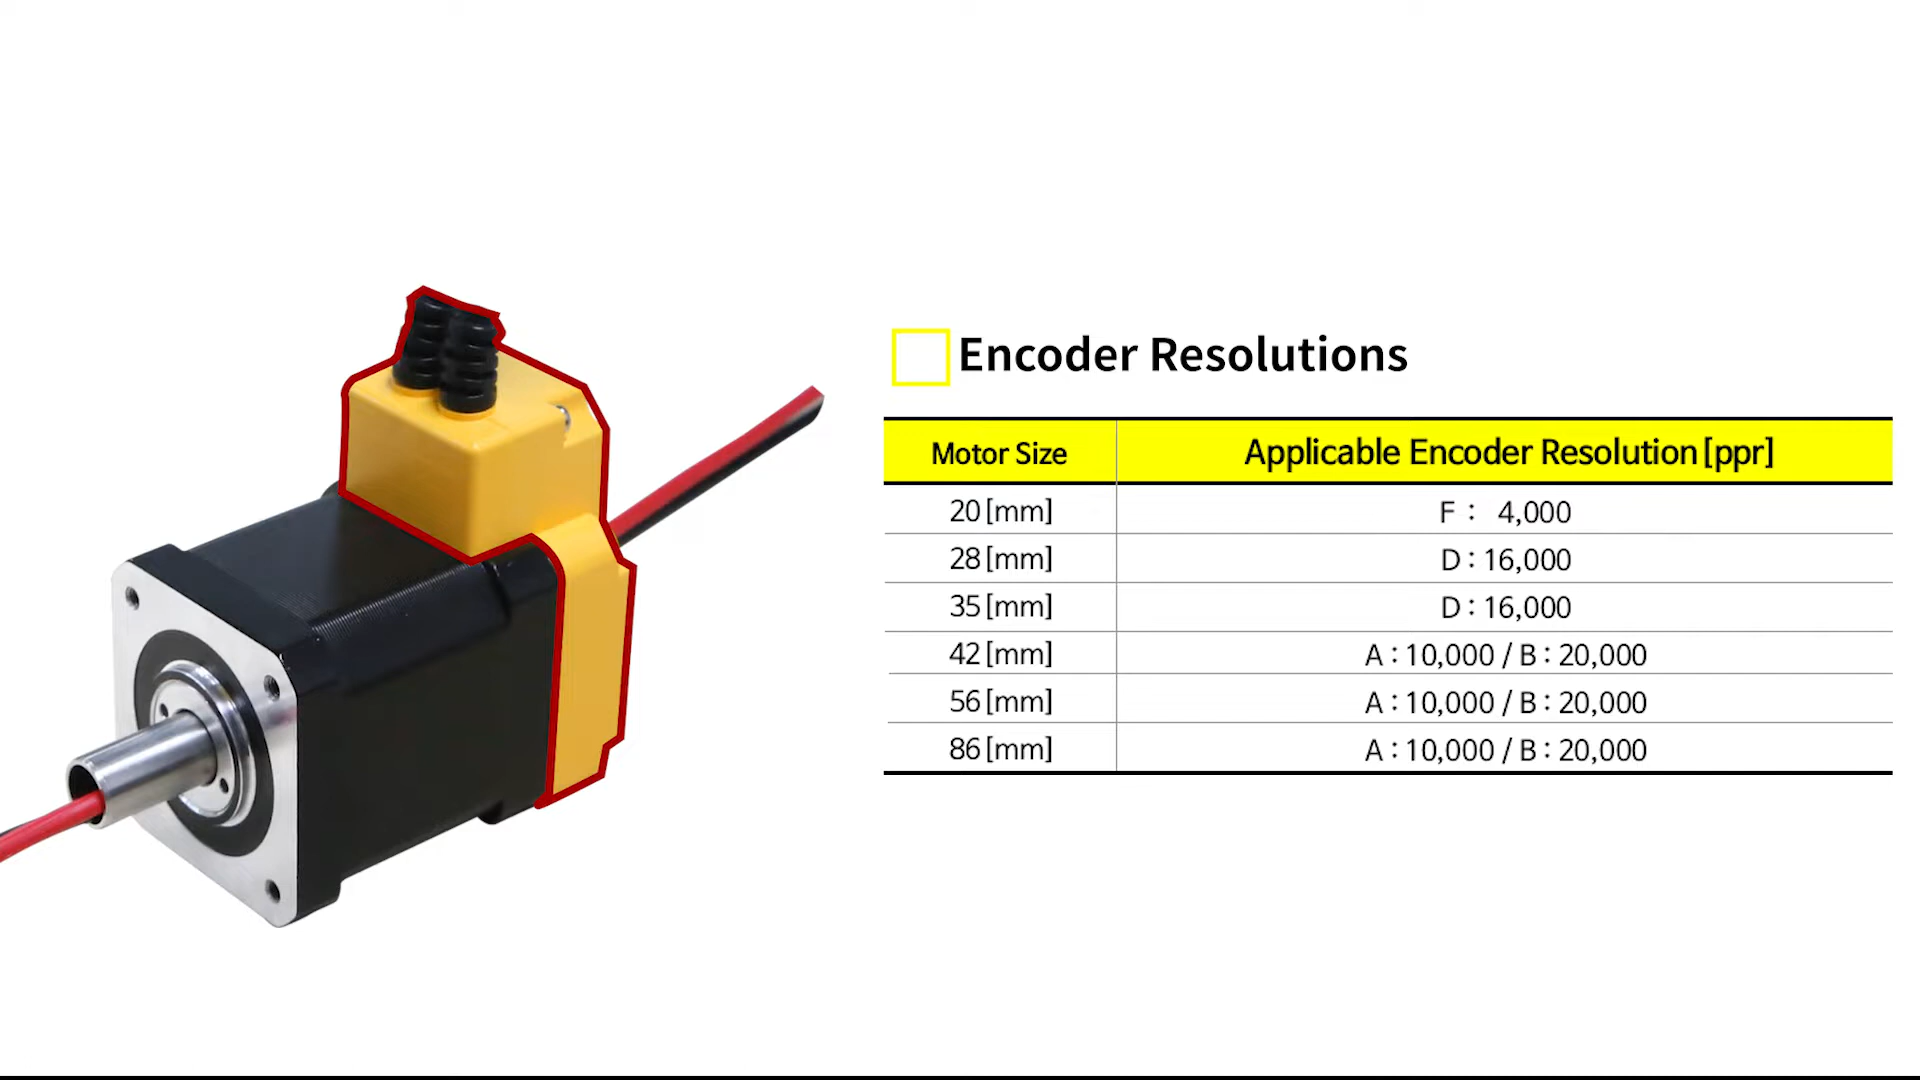 Encoder Resolutions
Motor Size Applicable Encoder Resolution [ppr]
20 [mm] F : 4,000
28 [mm] D : 16,000
35 [mm] D : 16,000
42 [mm] A : 10,000 / B : 20,000
56 [mm] A : 10,000 / B : 20,000
86 [mm] A : 10,000 / B : 20,000